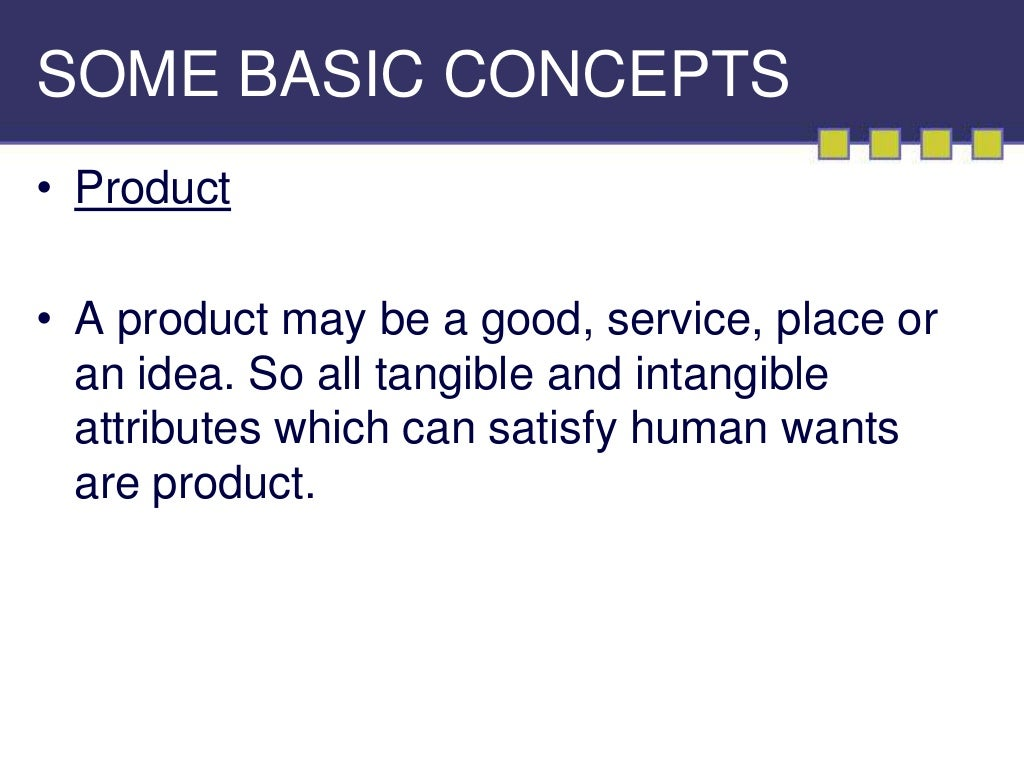 SOME BASIC CONCEPTS
• Product
• A product may be a good, service, place or
an idea. So all tangible and intangible
attributes which can satisfy human wants
are product.